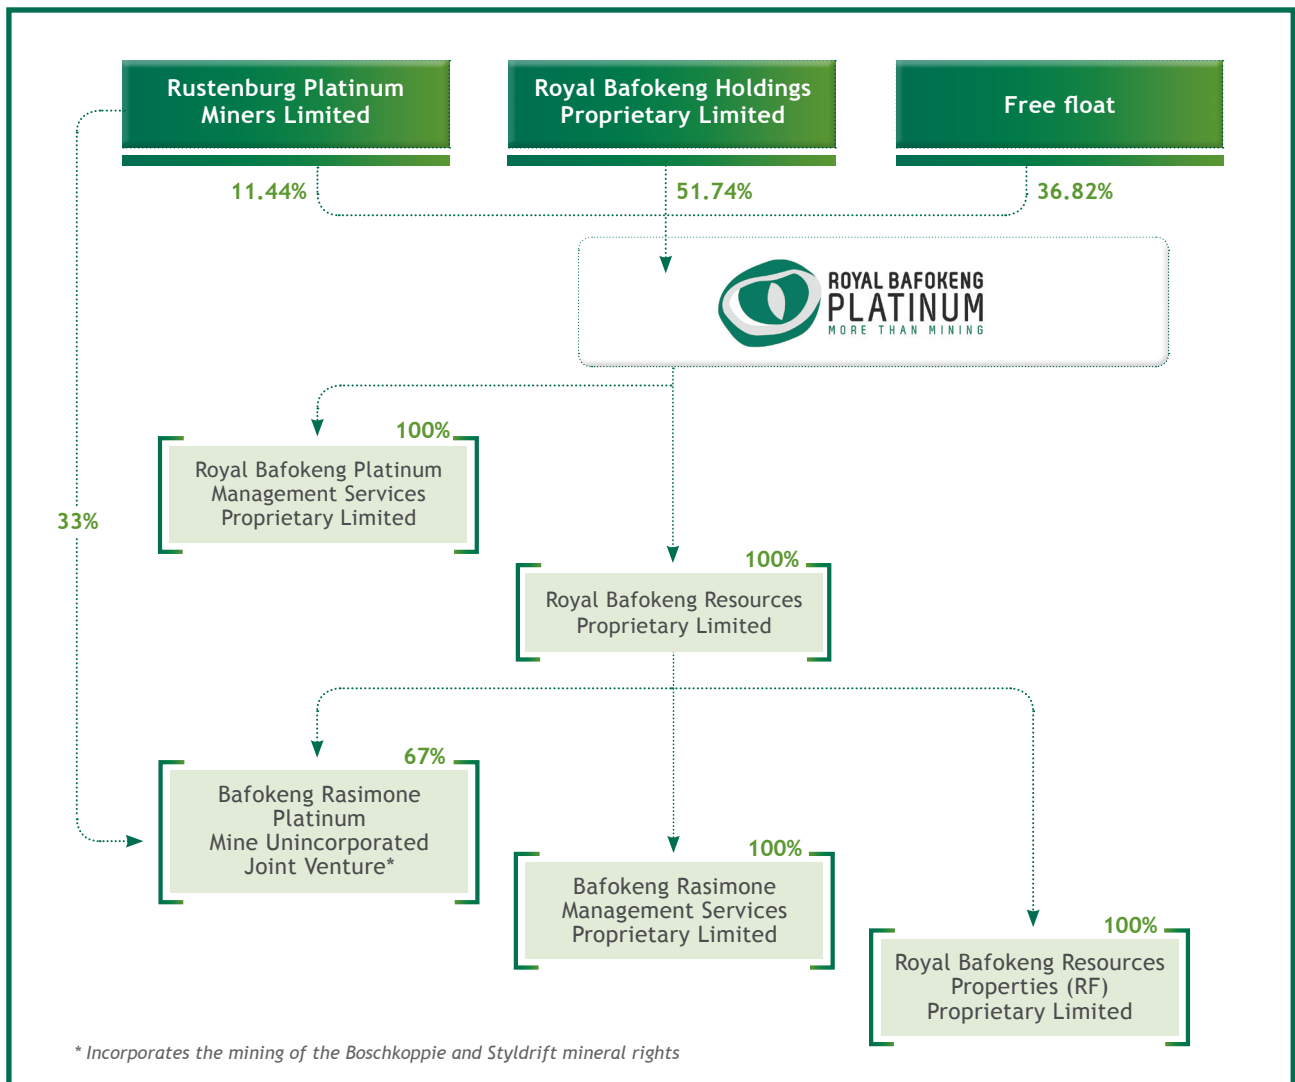 Rustenburg Platinum
Miners Limited
Royal Bafokeng Holdings
Proprietary Limited
Free float
11.44%
51.74%
36.82%
ROYAL BAFOKENG
PLATINUM
MORE THAN MINING
100%
Royal Bafokeng Platinum
Management Services
Proprietary Limited
33%
100%
Royal Bafokeng Resources
Proprietary Limited
67%
Bafokeng Rasimone
Platinum
Mine Unincorporated
Joint Venture*
100%
Bafokeng Rasimone
Management Services
Proprietary Limited
100%
Royal Bafokeng Resources
Properties (RF)
Proprietary Limited
* Incorporates the mining of the Boschkoppie and Styldrift mineral rights